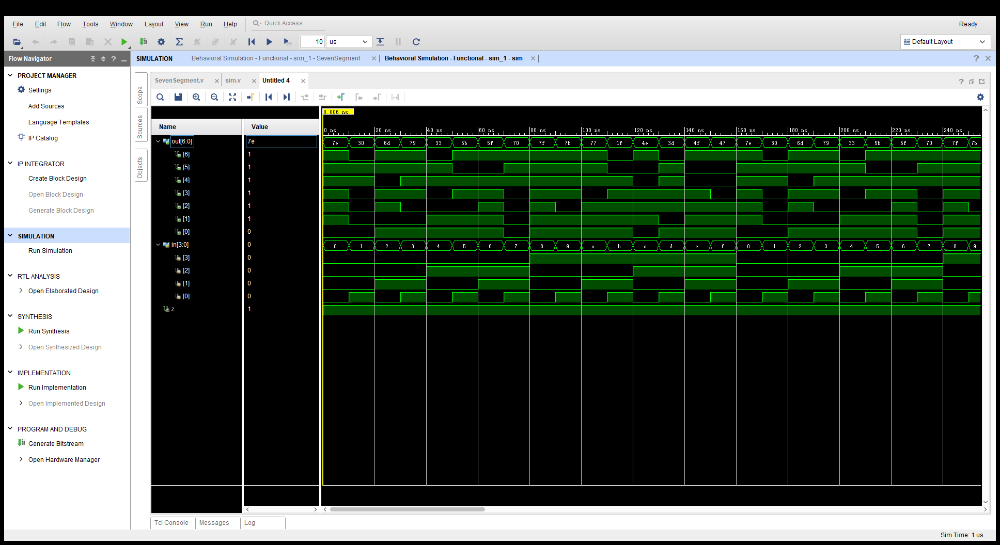 File Edit Flow Tools Window Layout View Run Help Quick Access Ready
10 us Default Layout
Flow Navigator
SIMULATION Behavioral Simulation - Functional - sim_1 - SevenSegment Behavioral Simulation - Functional - sim_1 - sim
PROJECT MANAGER
Settings
Add Sources
Language Templates
IP Catalog
IP INTEGRATOR
Create Block Design
Open Block Design
Generate Block Design
SIMULATION
Run Simulation
RTL ANALYSIS
Open Elaborated Design
SYNTHESIS
Run Synthesis
Open Synthesized Design
IMPLEMENTATION
Run Implementation
Open Implemented Design
PROGRAM AND DEBUG
Generate Bitstream
Open Hardware Manager
Scope
Sources
Objects
SevenSegment.v sim.v Untitled 4
0.006 ns
Name Value
0 ns 20 ns 40 ns 60 ns 80 ns 100 ns 120 ns 140 ns 160 ns 180 ns 200 ns 220 ns 240 ns
out[6:0] 7e 7e 30 6d 79 33 5b 5f 70 7f 7b 77 1f 4e 3d 4f 47 7e 30 6d 79 33 5b 5f 70 7f 7b
[6] 1
[5] 1
[4] 1
[3] 1
[2] 1
[1] 1
[0] 0
in[3:0] 0 0 1 2 3 4 5 6 7 8 9 a b c d e f 0 1 2 3 4 5 6 7 8 9
[3] 0
[2] 0
[1] 0
[0] 0
z 1
Tcl Console Messages Log
Sim Time: 1 us